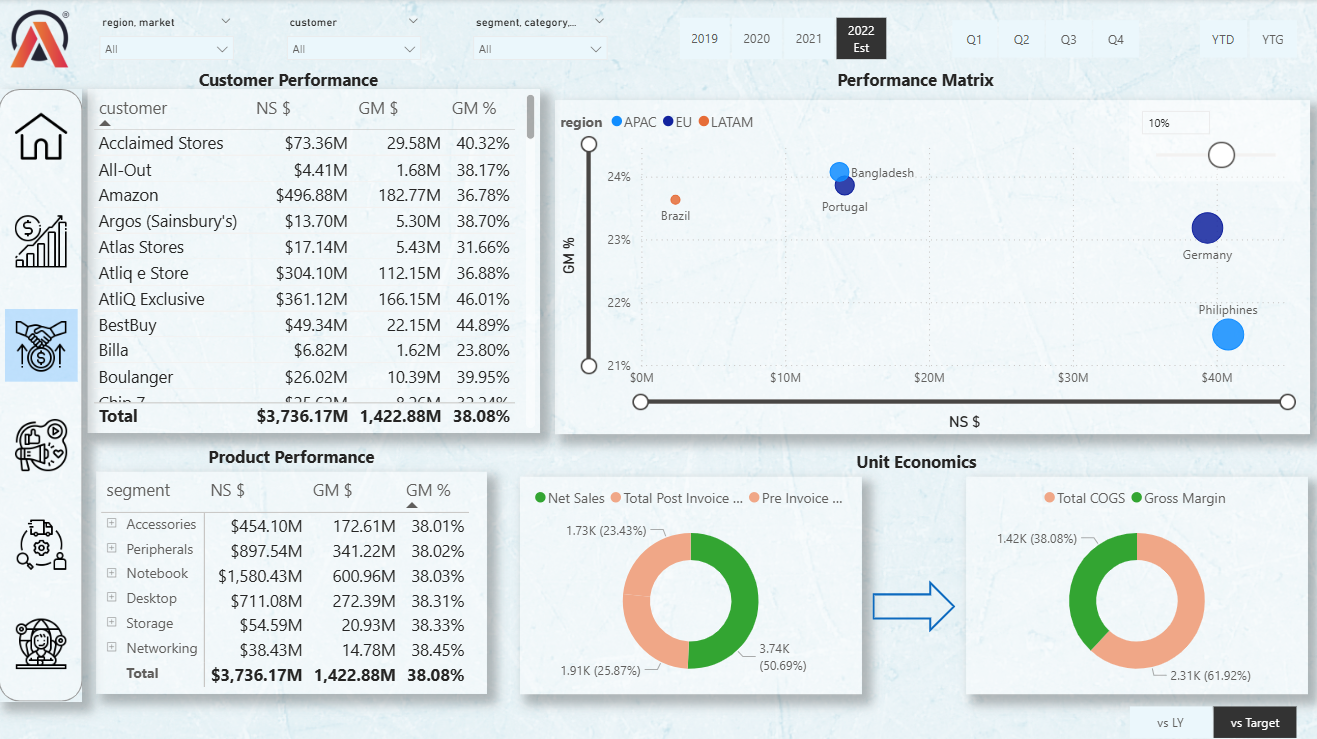 region, market
customer
segment, category,...
All
All
All
2019
2020
2021
2022
Est
Q1
Q2
Q3
Q4
YTD
YTG
Customer Performance
customer NS $ GM $ GM %
Acclaimed Stores $73.36M 29.58M 40.32%
All-Out $4.41M 1.68M 38.17%
Amazon $496.88M 182.77M 36.78%
Argos (Sainsbury's) $13.70M 5.30M 38.70%
Atlas Stores $17.14M 5.43M 31.66%
Atliq e Store $304.10M 112.15M 36.88%
AtliQ Exclusive $361.12M 166.15M 46.01%
BestBuy $49.34M 22.15M 44.89%
Billa $6.82M 1.62M 23.80%
Boulanger $26.02M 10.39M 39.95%
Total $3,736.17M 1,422.88M 38.08%
Performance Matrix
region APAC EU LATAM
10%
24%
23%
22%
21%
GM %
Bangladesh
Portugal
Brazil
Germany
Philiphines
$0M $10M $20M $30M $40M
NS $
Product Performance
segment NS $ GM $ GM %
Accessories $454.10M 172.61M 38.01%
Peripherals $897.54M 341.22M 38.02%
Notebook $1,580.43M 600.96M 38.03%
Desktop $711.08M 272.39M 38.31%
Storage $54.59M 20.93M 38.33%
Networking $38.43M 14.78M 38.45%
Total $3,736.17M 1,422.88M 38.08%
Unit Economics
Net Sales Total Post Invoice ... Pre Invoice ...
1.73K (23.43%)
3.74K
(50.69%)
1.91K (25.87%)
Total COGS Gross Margin
1.42K (38.08%)
2.31K (61.92%)
vs LY
vs Target